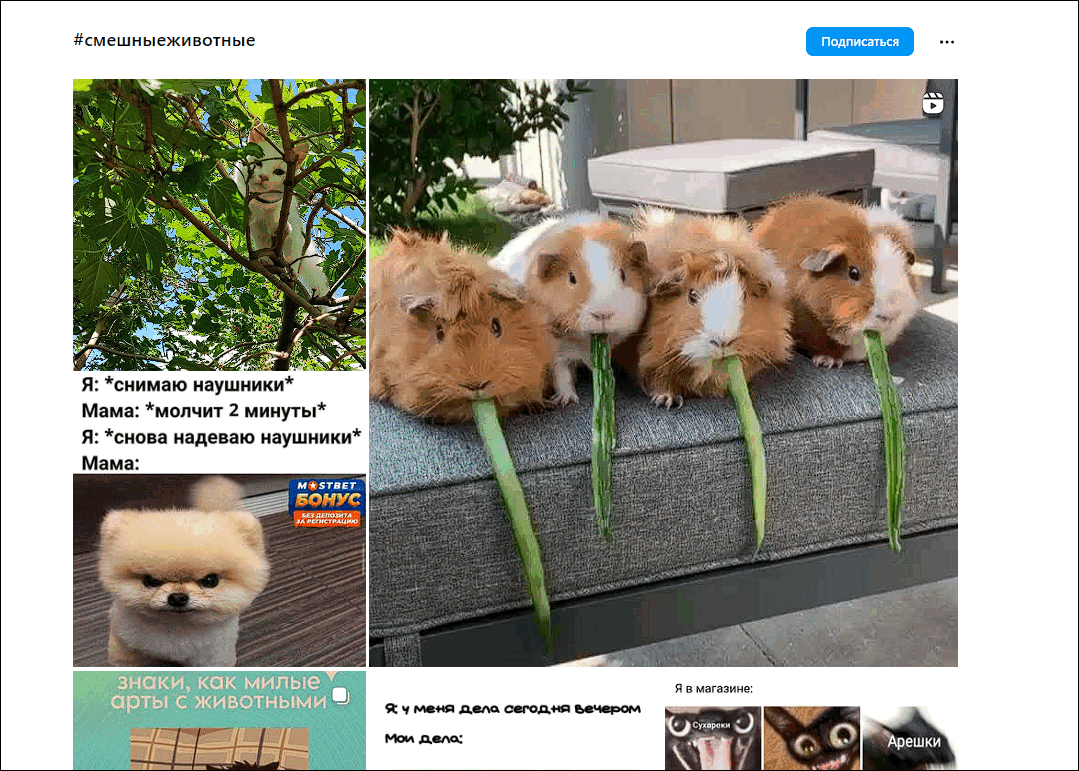 #смешныеживотные
Подписаться
Я: *снимаю наушники*
Мама: *молчит 2 минуты*
Я: *снова надеваю наушники*
Мама:
MOSTBET
БОНУС
БЕЗ ДЕПОЗИТА
ЗА РЕГИСТРАЦИЮ
знаки, как милые
арты с животными
Я: у меня дела сегодня вечером
Мои дела:
Я в магазине:
Сухареки
Арешки